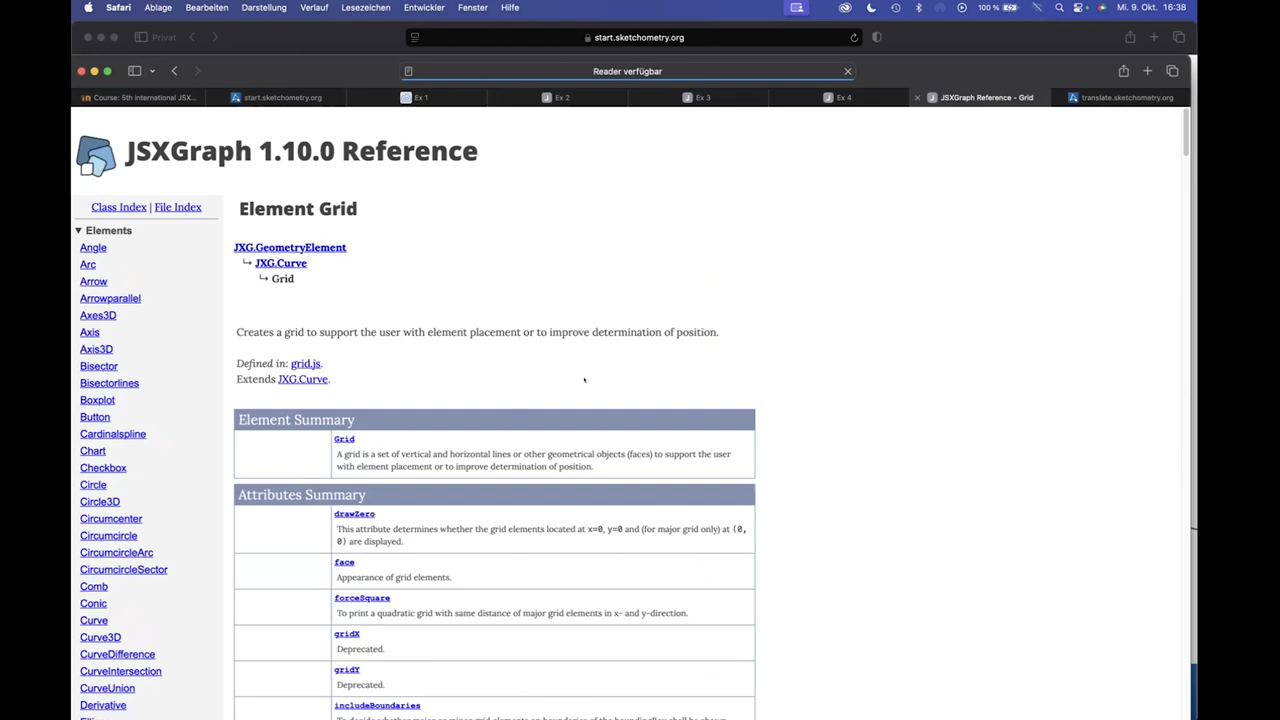 Safari Ablage Bearbeiten Darstellung Verlauf Lesezeichen Entwickler Fenster Hilfe 100 % Mi. 9. Okt. 16:38
Privat start.sketchometry.org
Reader verfügbar
Course: 5th international JSX... start.sketchometry.org Ex 1 Ex 2 Ex 3 Ex 4 JSXGraph Reference - Grid translate.sketchometry.org
JSXGraph 1.10.0 Reference
Class Index | File Index
Elements
Angle
Arc
Arrow
Arrowparallel
Axes3D
Axis
Axis3D
Bisector
Bisectorlines
Boxplot
Button
Cardinalspline
Chart
Checkbox
Circle
Circle3D
Circumcenter
Circumcircle
CircumcircleArc
CircumcircleSector
Comb
Conic
Curve
Curve3D
CurveDifference
CurveIntersection
CurveUnion
Derivative
Element Grid
JXG.GeometryElement
JXG.Curve
Grid
Creates a grid to support the user with element placement or to improve determination of position.
Defined in: grid.js.
Extends JXG.Curve.
Element Summary
Grid
A grid is a set of vertical and horizontal lines or other geometrical objects (faces) to support the user
with element placement or to improve determination of position.
Attributes Summary
drawZero
This attribute determines whether the grid elements located at x=0, y=0 and (for major grid only) at (0,
0) are displayed.
face
Appearance of grid elements.
forceSquare
To print a quadratic grid with same distance of major grid elements in x- and y-direction.
gridX
Deprecated.
gridY
Deprecated.
includeBoundaries